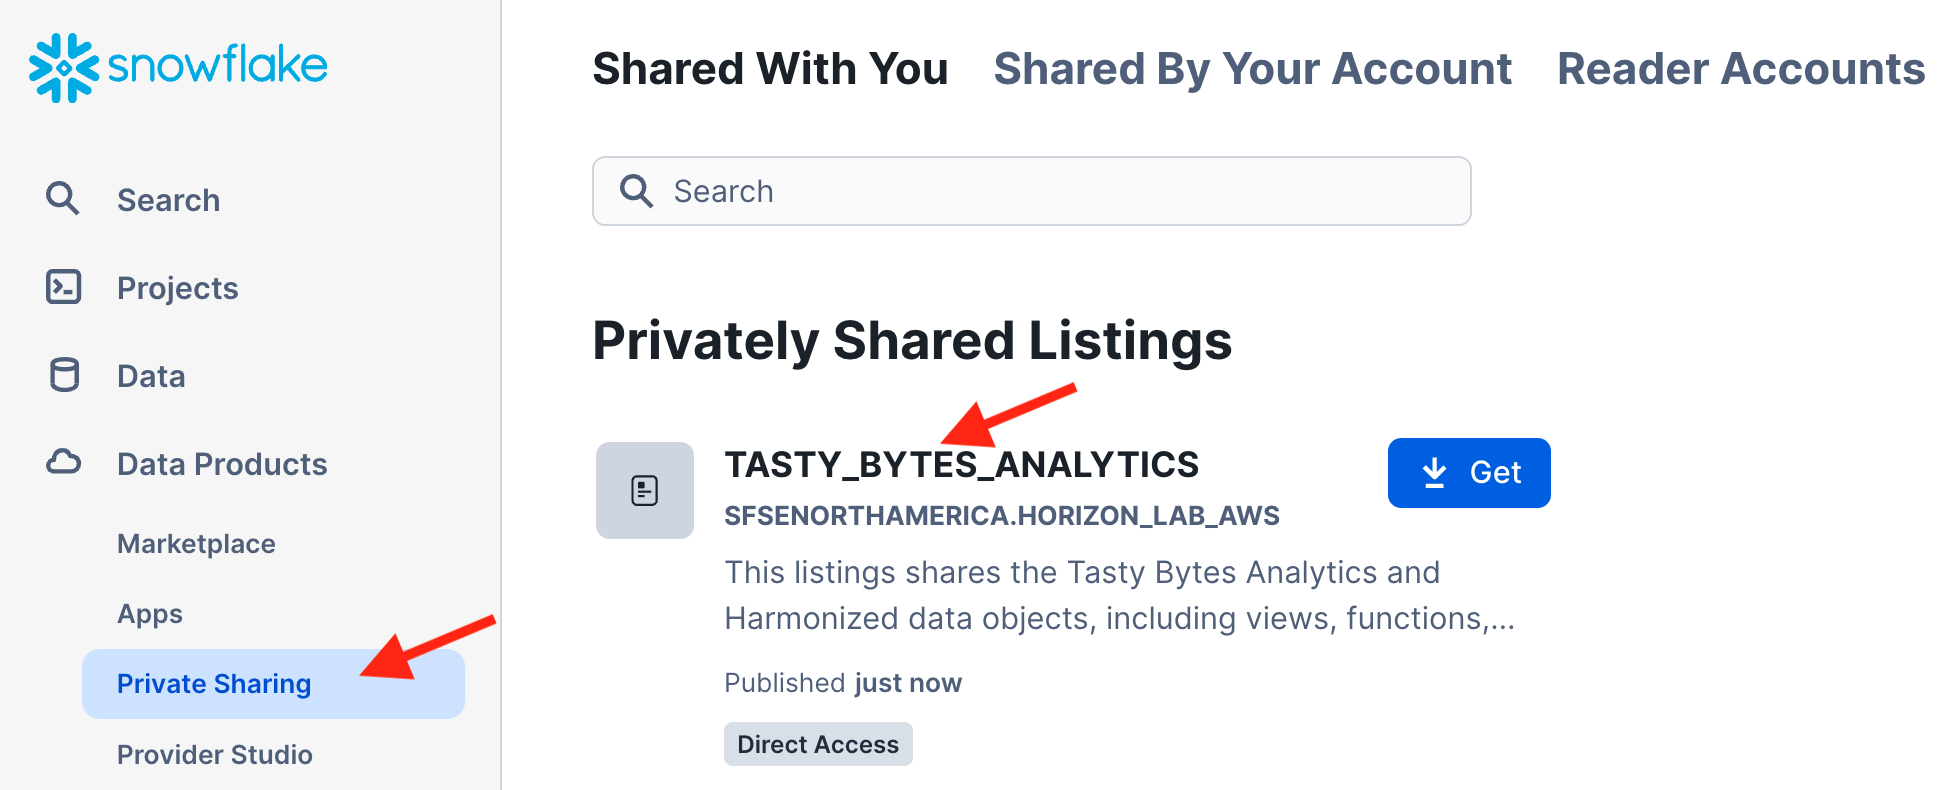 snowflake
Search
Projects
Data
Data Products
Marketplace
Apps
Private Sharing
Provider Studio
Shared With You
Shared By Your Account
Reader Accounts
Search
Privately Shared Listings
TASTY_BYTES_ANALYTICS
Get
SFSENORTHAMERICA.HORIZON_LAB_AWS
This listings shares the Tasty Bytes Analytics and
Harmonized data objects, including views, functions,...
Published just now
Direct Access